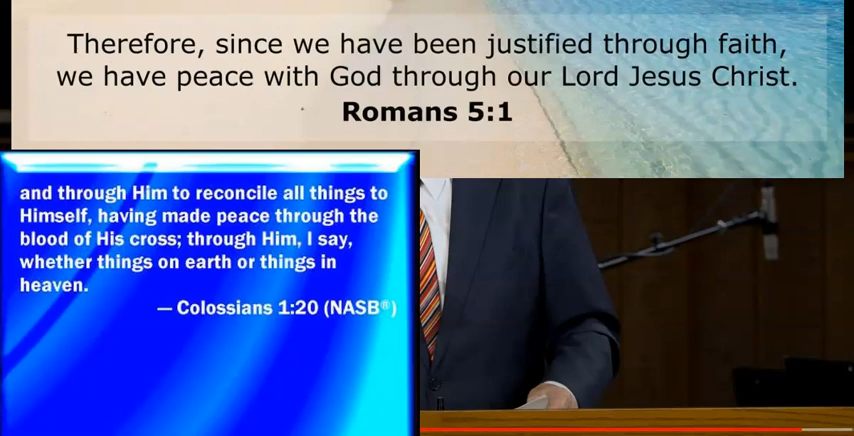 Therefore, since we have been justified through faith,
we have peace with God through our Lord Jesus Christ.
Romans 5:1
and through Him to reconcile all things to
Himself, having made peace through the
blood of His cross; through Him, I say,
whether things on earth or things in
heaven.
— Colossians 1:20 (NASB®)